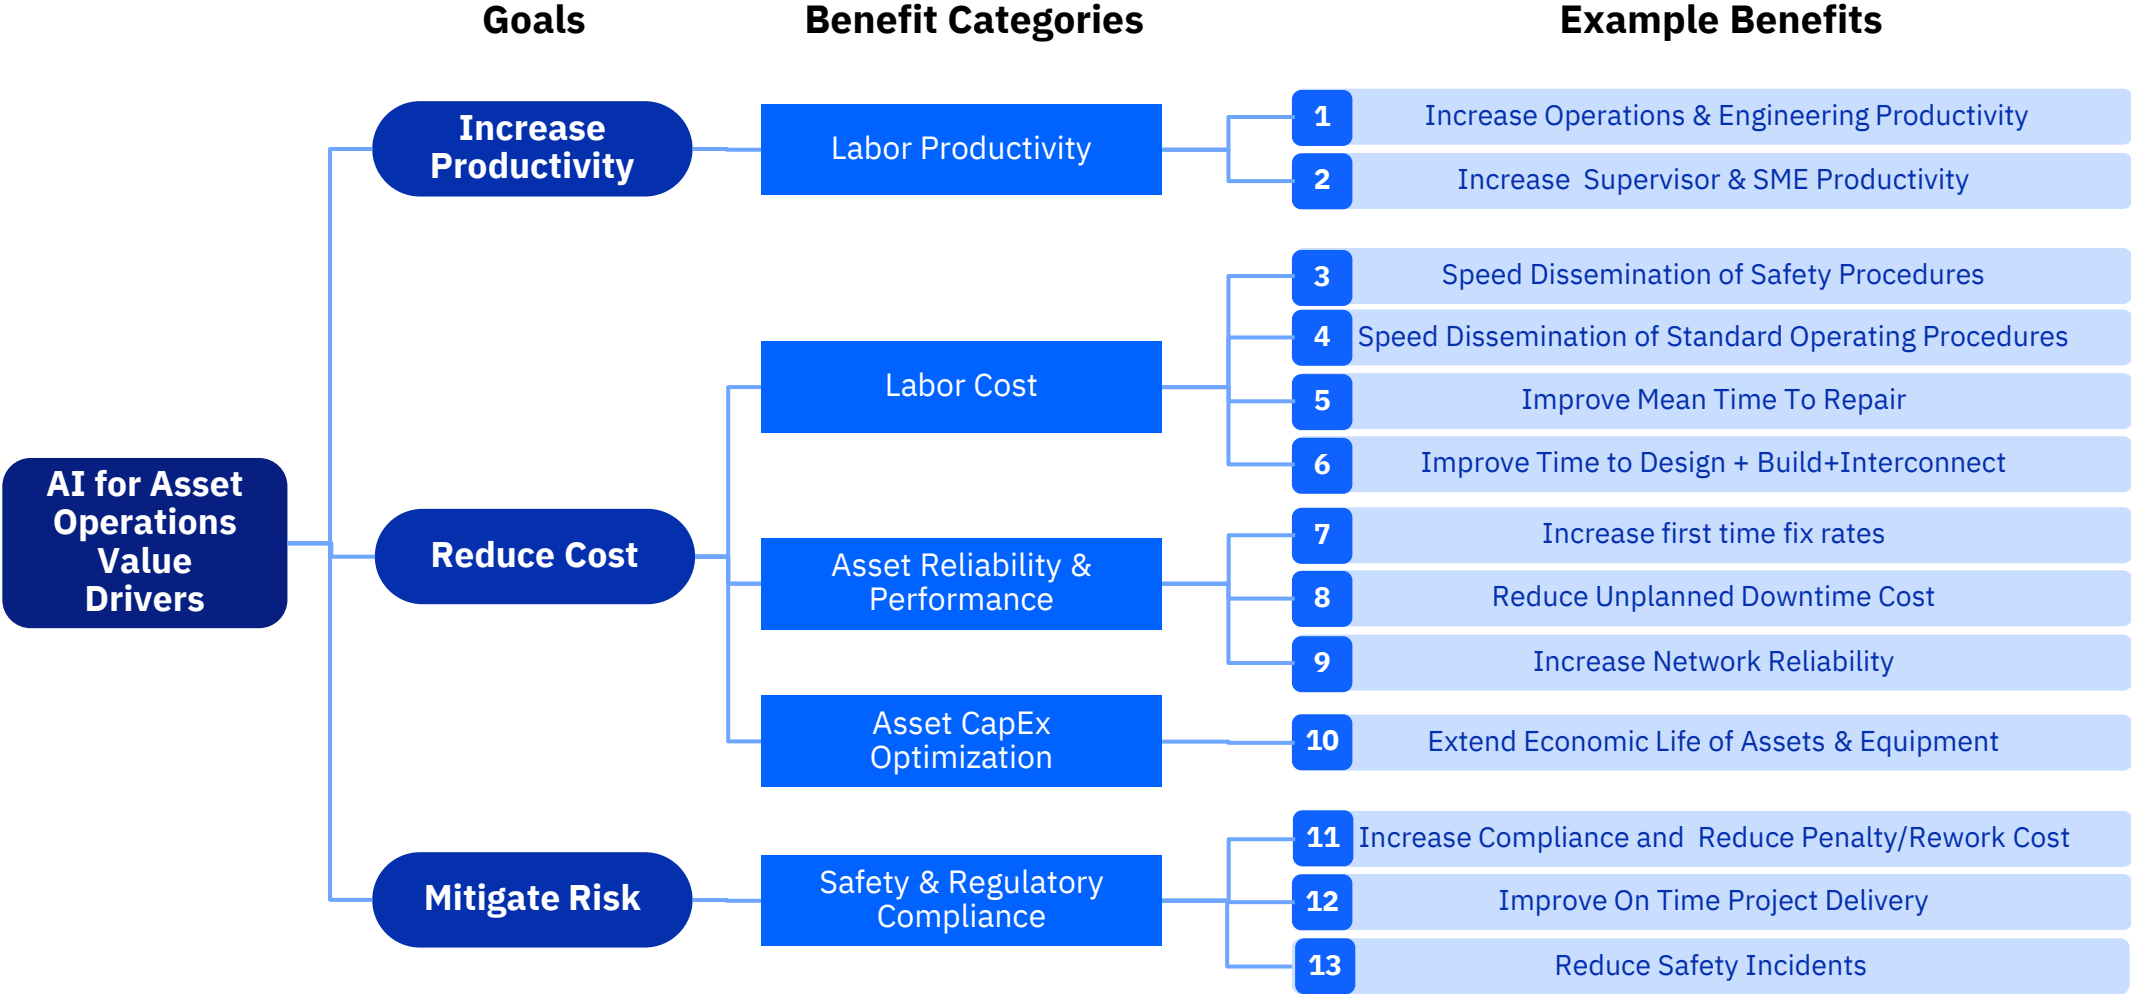 Goals
Benefit Categories
Example Benefits
AI for Asset
Operations
Value
Drivers
Increase
Productivity
Labor Productivity
1
Increase Operations & Engineering Productivity
2
Increase  Supervisor & SME Productivity
Reduce Cost
Labor Cost
3
Speed Dissemination of Safety Procedures
4
Speed Dissemination of Standard Operating Procedures
5
Improve Mean Time To Repair
6
Improve Time to Design + Build+Interconnect
Asset Reliability &
Performance
7
Increase first time fix rates
8
Reduce Unplanned Downtime Cost
9
Increase Network Reliability
Asset CapEx
Optimization
10
Extend Economic Life of Assets & Equipment
Mitigate Risk
Safety & Regulatory
Compliance
11
Increase Compliance and  Reduce Penalty/Rework Cost
12
Improve On Time Project Delivery
13
Reduce Safety Incidents